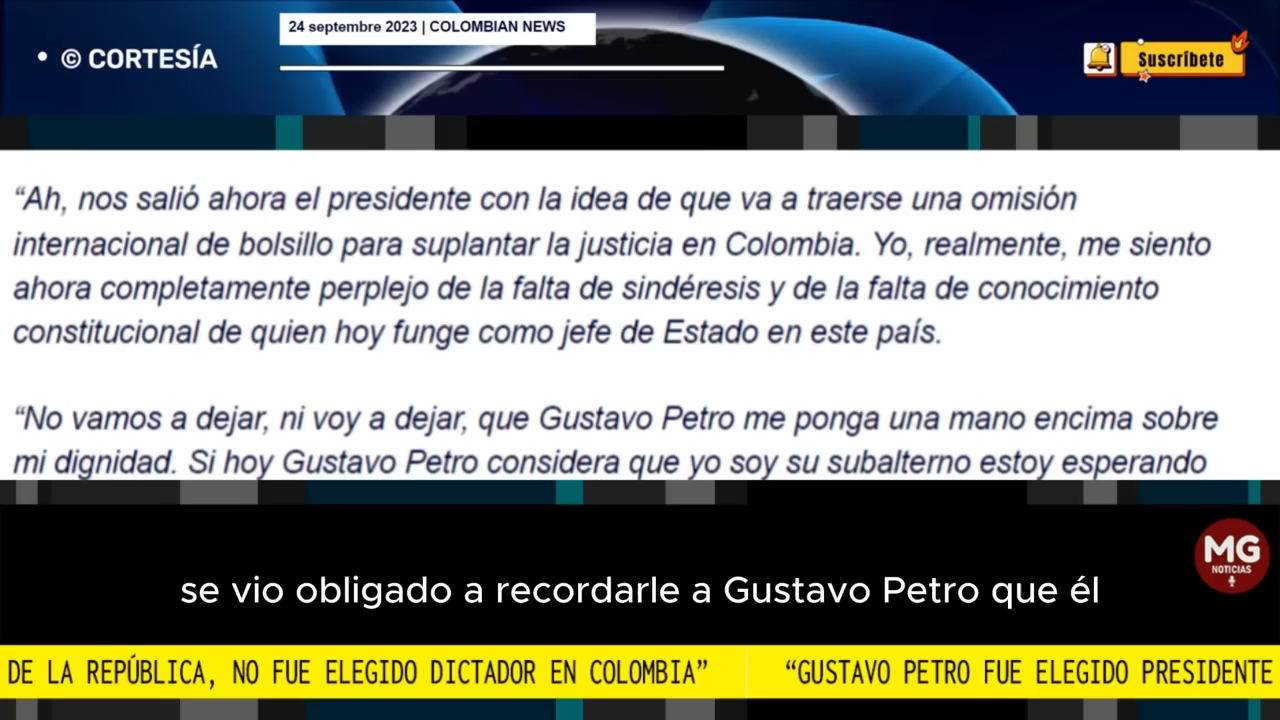 24 septembre 2023 | COLOMBIAN NEWS
• © CORTESÍA
Suscríbete
“Ah, nos salió ahora el presidente con la idea de que va a traerse una omisión
internacional de bolsillo para suplantar la justicia en Colombia. Yo, realmente, me siento
ahora completamente perplejo de la falta de sindéresis y de la falta de conocimiento
constitucional de quien hoy funge como jefe de Estado en este país.
“No vamos a dejar, ni voy a dejar, que Gustavo Petro me ponga una mano encima sobre
mi dignidad. Si hoy Gustavo Petro considera que yo soy su subalterno estoy esperando
MG
NOTICIAS
se vio obligado a recordarle a Gustavo Petro que él
DE LA REPÚBLICA, NO FUE ELEGIDO DICTADOR EN COLOMBIA” “GUSTAVO PETRO FUE ELEGIDO PRESIDENTE